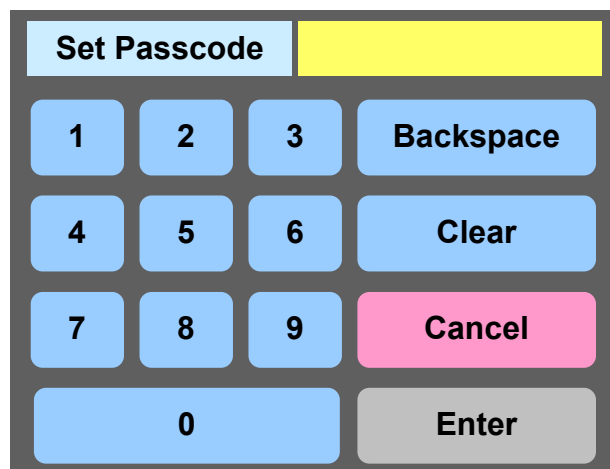 Set Passcode
1 2 3 Backspace
4 5 6 Clear
7 8 9 Cancel
0 Enter